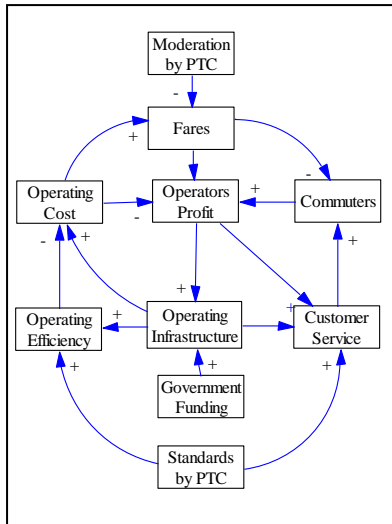 Moderation
by PTC
-
Fares
+
-
Operating
Cost
Operators
Profit
Commuters
+
-
-
+
+
Operating
Efficiency
+
Operating
Infrastructure
+
+
Customer
Service
+
+
+
Government
Funding
Standards
by PTC